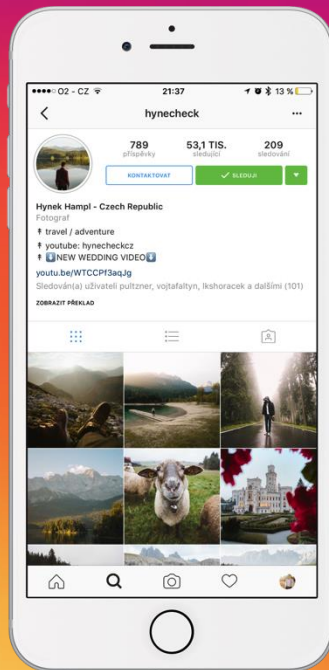 O2 - CZ 21:37 13 %
hynecheck
789 53,1 TIS. 209
příspěvky sledující sledování
KONTAKTOVAT SLEDUJI
Hynek Hampl - Czech Republic
Fotograf
travel / adventure
youtube: hynecheckcz
NEW WEDDING VIDEO
youtu.be/WTCCPf3aqJg
Sledován(a) uživateli pultzner, vojtafaltyn, lkshoracek a dalšími (101)
ZOBRAZIT PŘEKLAD